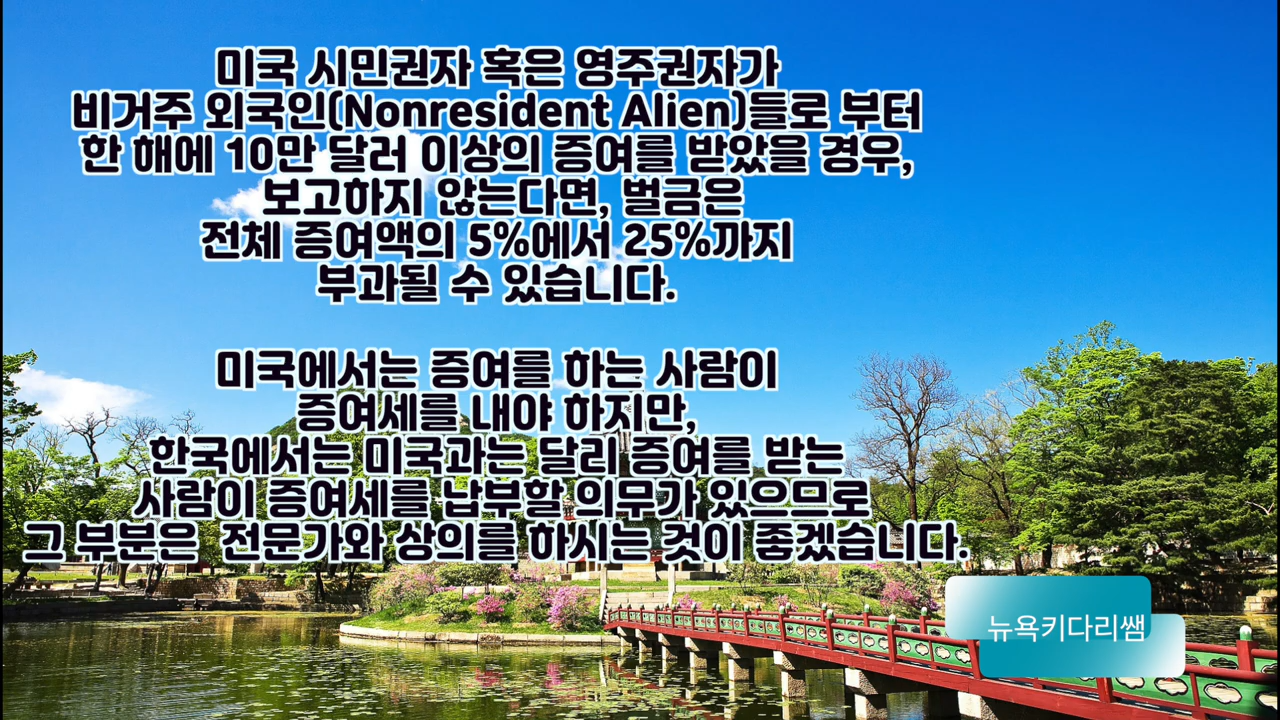 미국 시민권자 혹은 영주권자가
비거주 외국인(Nonresident Alien)들로 부터
한 해에 10만 달러 이상의 증여를 받았을 경우,
보고하지 않는다면, 벌금은
전체 증여액의 5%에서 25%까지
부과될 수 있습니다.
미국에서는 증여를 하는 사람이
증여세를 내야 하지만,
한국에서는 미국과는 달리 증여를 받는
사람이 증여세를 납부할 의무가 있으므로
그 부분은 전문가와 상의를 하시는 것이 좋겠습니다.
뉴욕키다리쌤